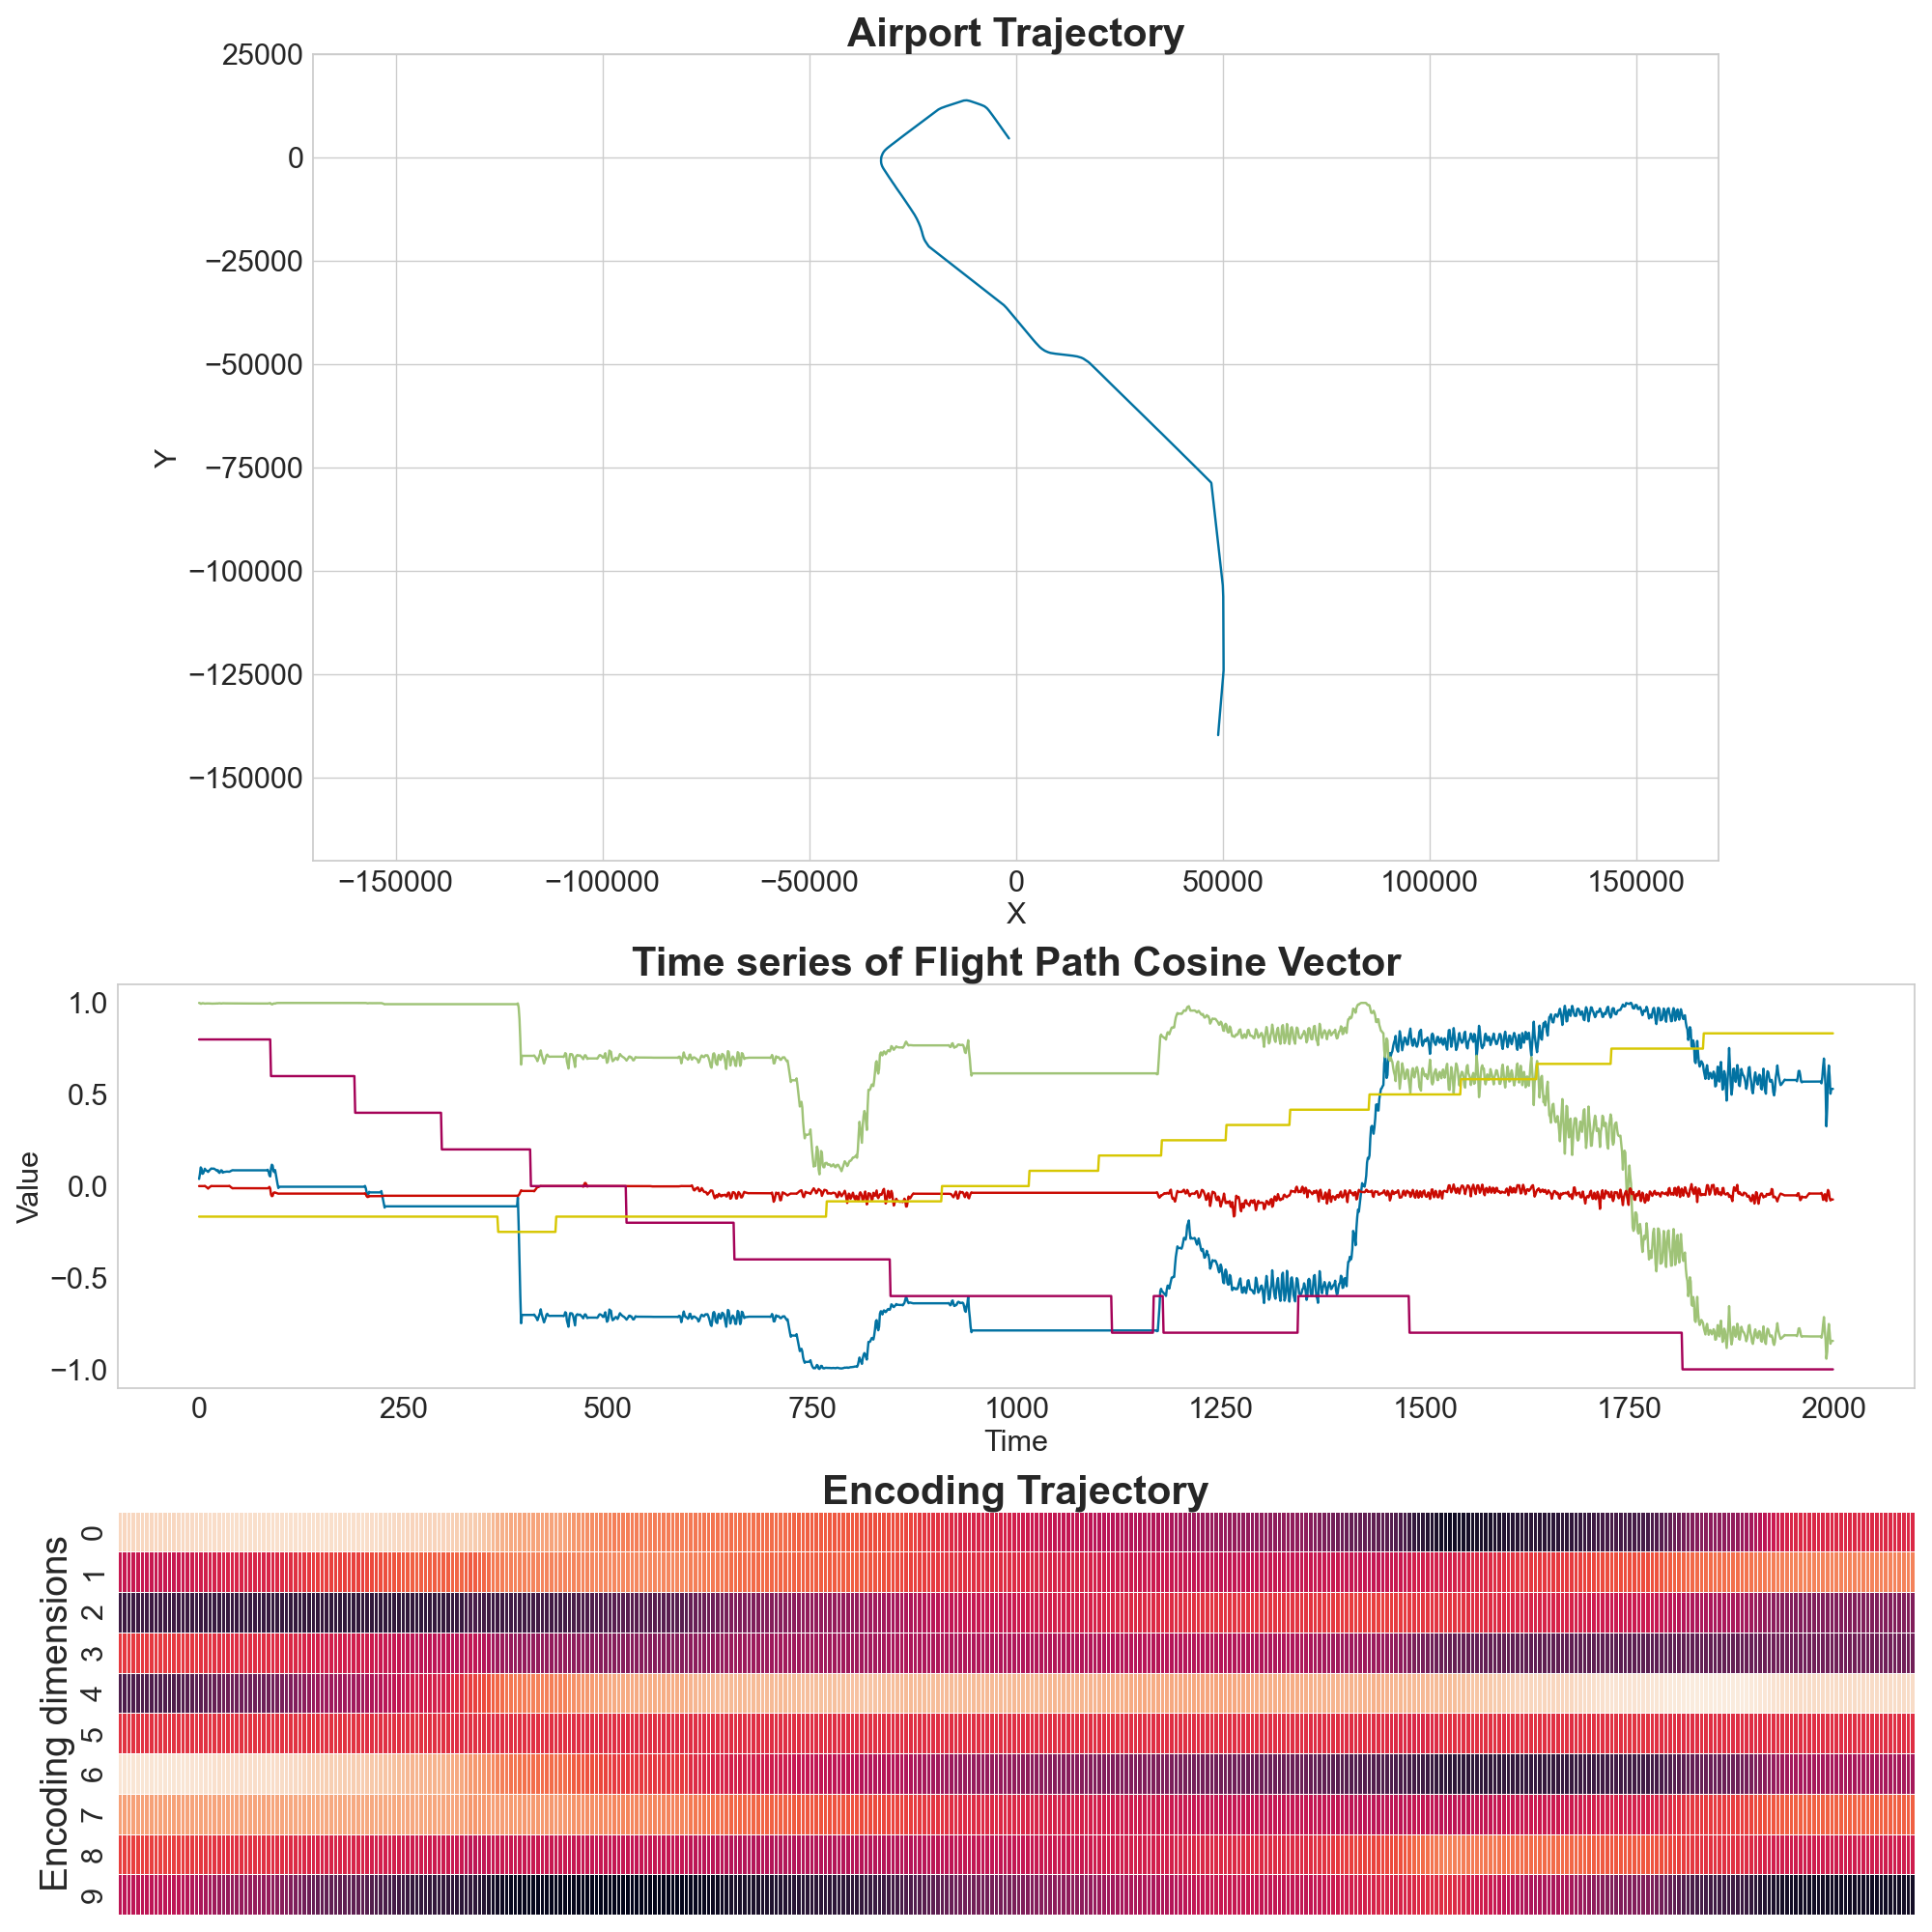 Airport Trajectory
25000
0
−25000
−50000
−75000
−100000
−125000
−150000
Y
−150000 −100000 −50000 0 50000 100000 150000
X
Time series of Flight Path Cosine Vector
1.0
0.5
0.0
−0.5
−1.0
Value
0 250 500 750 1000 1250 1500 1750 2000
Time
Encoding Trajectory
Encoding dimensions
0
1
2
3
4
5
6
7
8
9